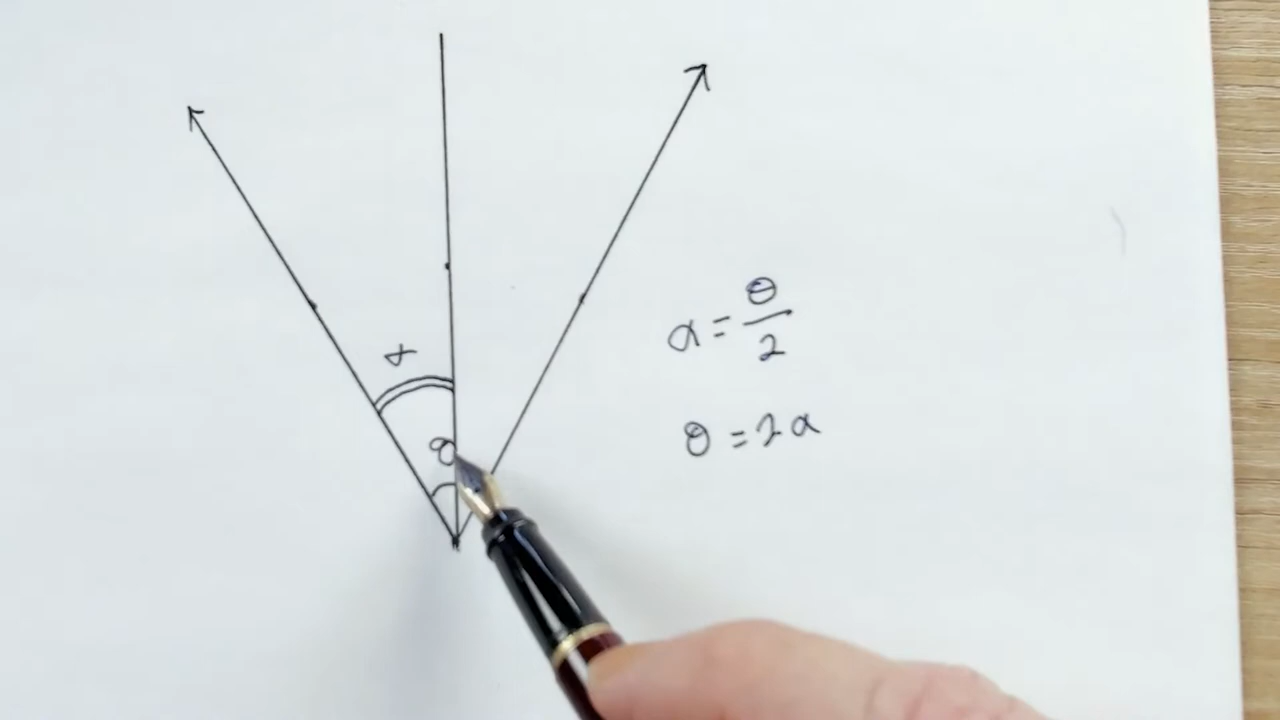 α
θ
α = θ/2
θ = 2α